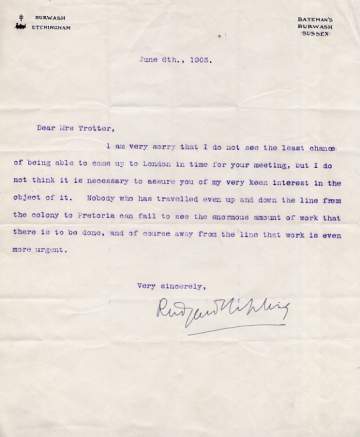 BURWASH
ETCHINGHAM
BATEMAN'S
BURWASH
SUSSEX
June 6th., 1903.
Dear Mrs Trotter,
I am very sorry that I do not see the least chance
of being able to come up to London in time for your meeting, but I do
not think it is necessary to assure you of my very keen interest in the
object of it. Nobody who has travelled even up and down the line from
the colony to Pretoria can fail to see the enormous amount of work that
there is to be done, and of course away from the line that work is even
more urgent.
Very sincerely,
Rudyard Kipling